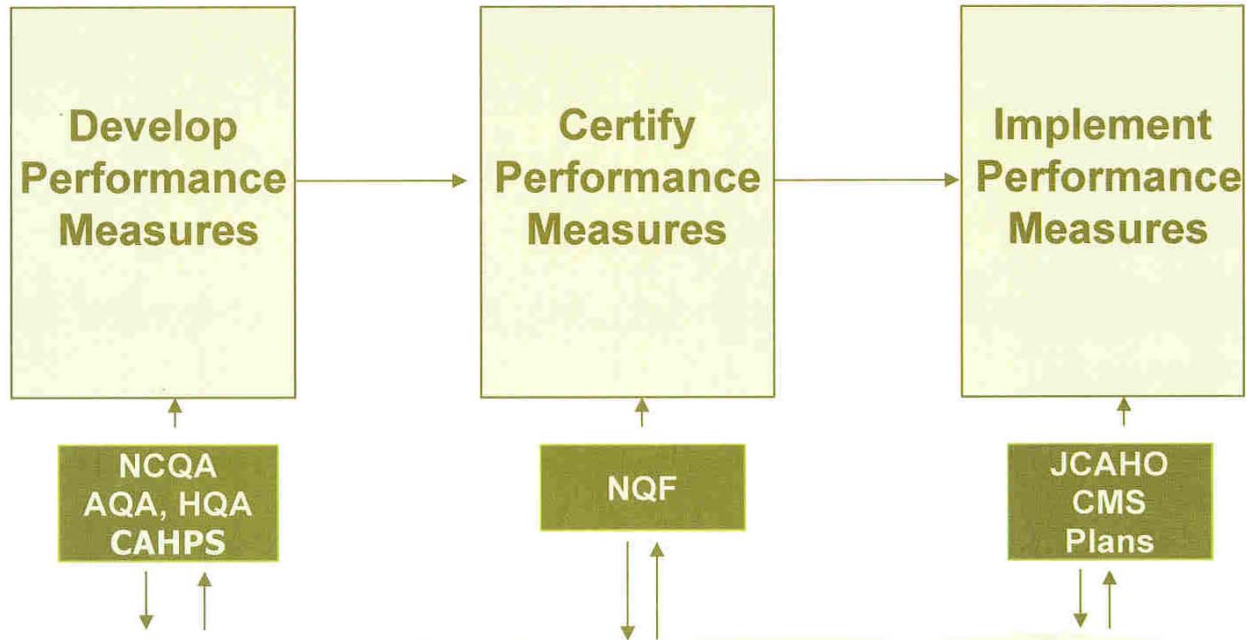 Develop
Performance
Measures
Certify
Performance
Measures
Implement
Performance
Measures
NCQA
AQA, HQA
CAHPS
NQF
JCAHO
CMS
Plans